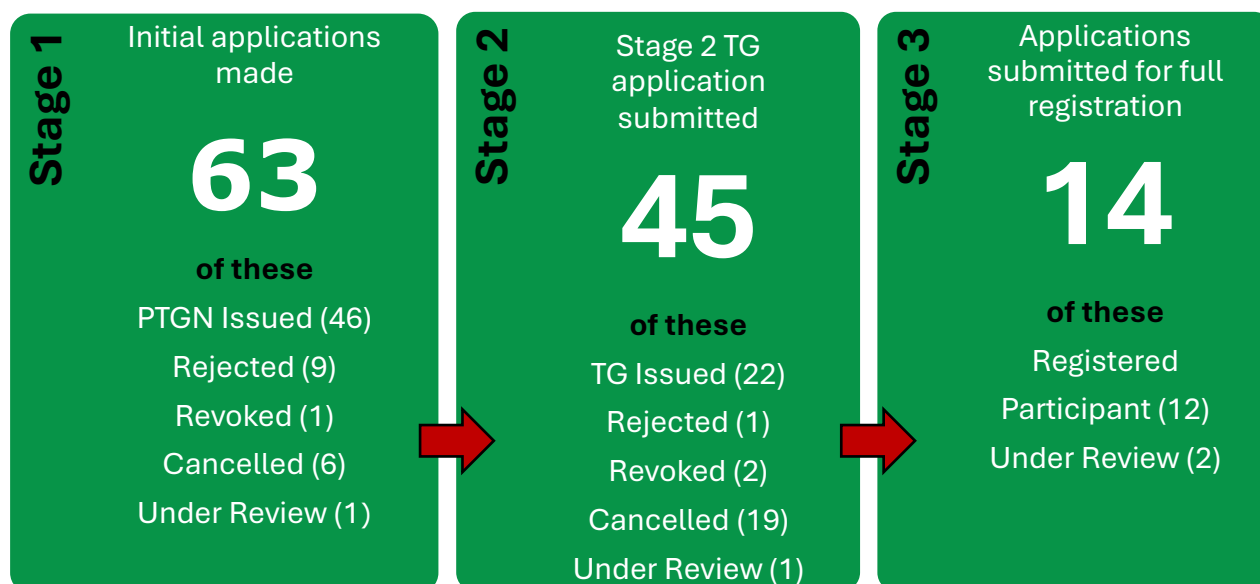 Stage 1
Initial applications
made
63
of these
PTGN Issued (46)
Rejected (9)
Revoked (1)
Cancelled (6)
Under Review (1)
Stage 2
Stage 2 TG
application
submitted
45
of these
TG Issued (22)
Rejected (1)
Revoked (2)
Cancelled (19)
Under Review (1)
Stage 3
Applications
submitted for full
registration
14
of these
Registered
Participant (12)
Under Review (2)